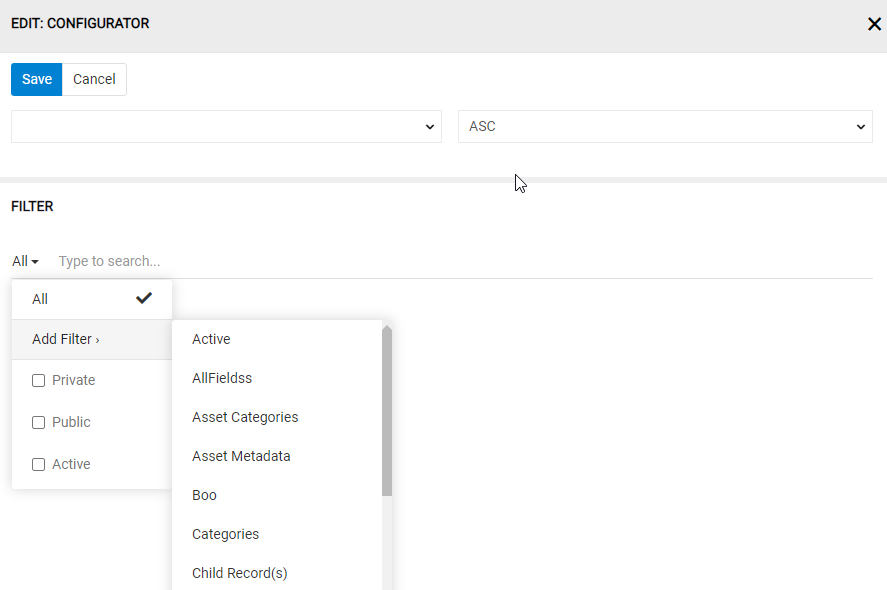 EDIT: CONFIGURATOR
Save Cancel
ASC
FILTER
All Type to search...
All
Add Filter ›
Private
Public
Active
Active
AllFieldss
Asset Categories
Asset Metadata
Boo
Categories
Child Record(s)